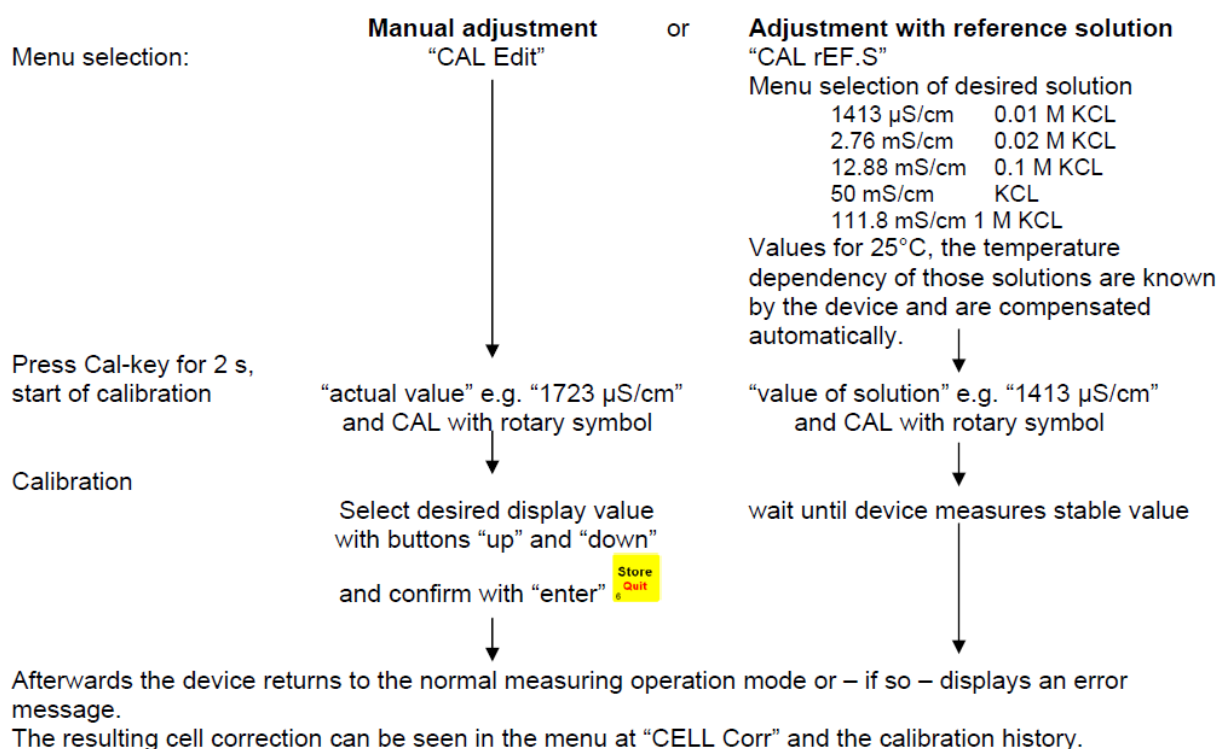 Manual adjustment or Adjustment with reference solution
Menu selection: “CAL Edit” “CAL rEF.S”
Menu selection of desired solution
1413 µS/cm 0.01 M KCL
2.76 mS/cm 0.02 M KCL
12.88 mS/cm 0.1 M KCL
50 mS/cm KCL
111.8 mS/cm 1 M KCL
Values for 25°C, the temperature
dependency of those solutions are known
by the device and are compensated
automatically.
Press Cal-key for 2 s,
start of calibration “actual value” e.g. “1723 µS/cm” “value of solution” e.g. “1413 µS/cm”
and CAL with rotary symbol and CAL with rotary symbol
Calibration
Select desired display value wait until device measures stable value
with buttons “up” and “down”
and confirm with “enter” Store
Quit
6
Afterwards the device returns to the normal measuring operation mode or – if so – displays an error
message.
The resulting cell correction can be seen in the menu at “CELL Corr” and the calibration history.